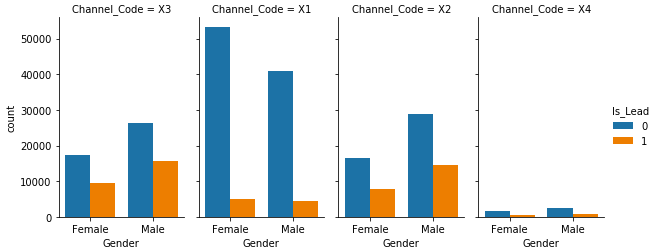 Channel_Code = X3
Channel_Code = X1
Channel_Code = X2
Channel_Code = X4
50000
40000
30000
20000
10000
0
count
Female Male
Female Male
Female Male
Female Male
Gender
Gender
Gender
Gender
Is_Lead
0
1